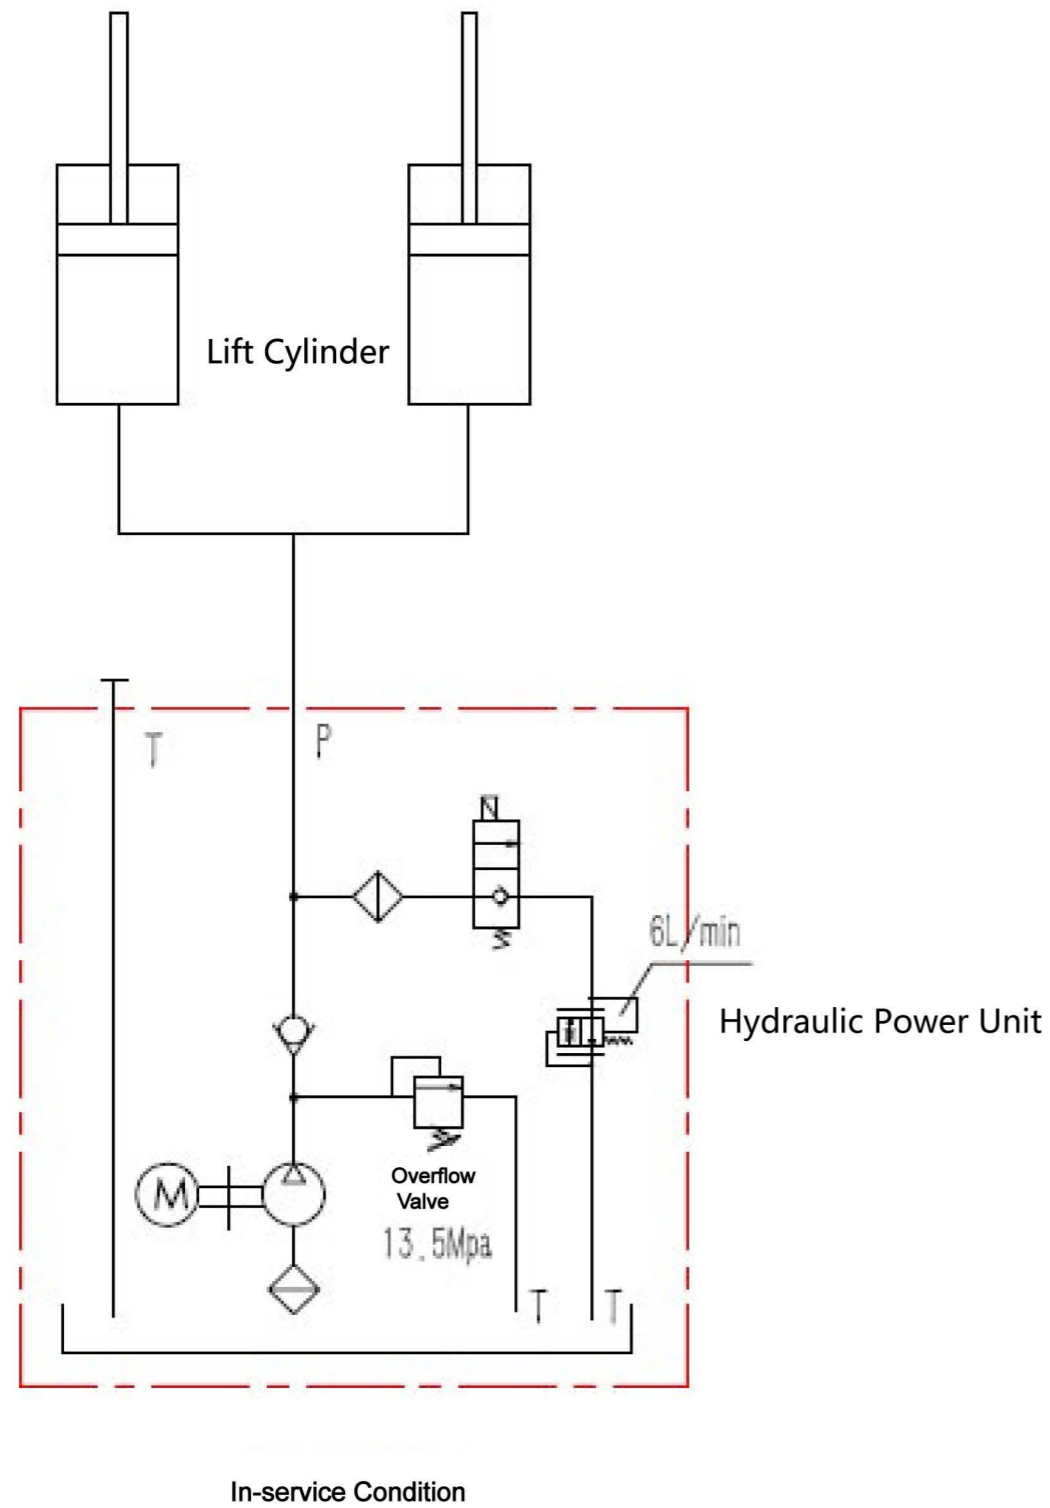 Lift Cylinder
T
P
6L/min
Hydraulic Power Unit
M
Overflow
Valve
13.5Mpa
T
T
In-service Condition